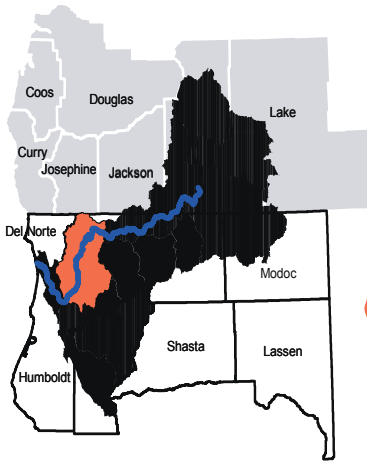 Coos
Douglas
Lake
Curry
Josephine
Jackson
Del Norte
Modoc
Shasta
Lassen
Humboldt